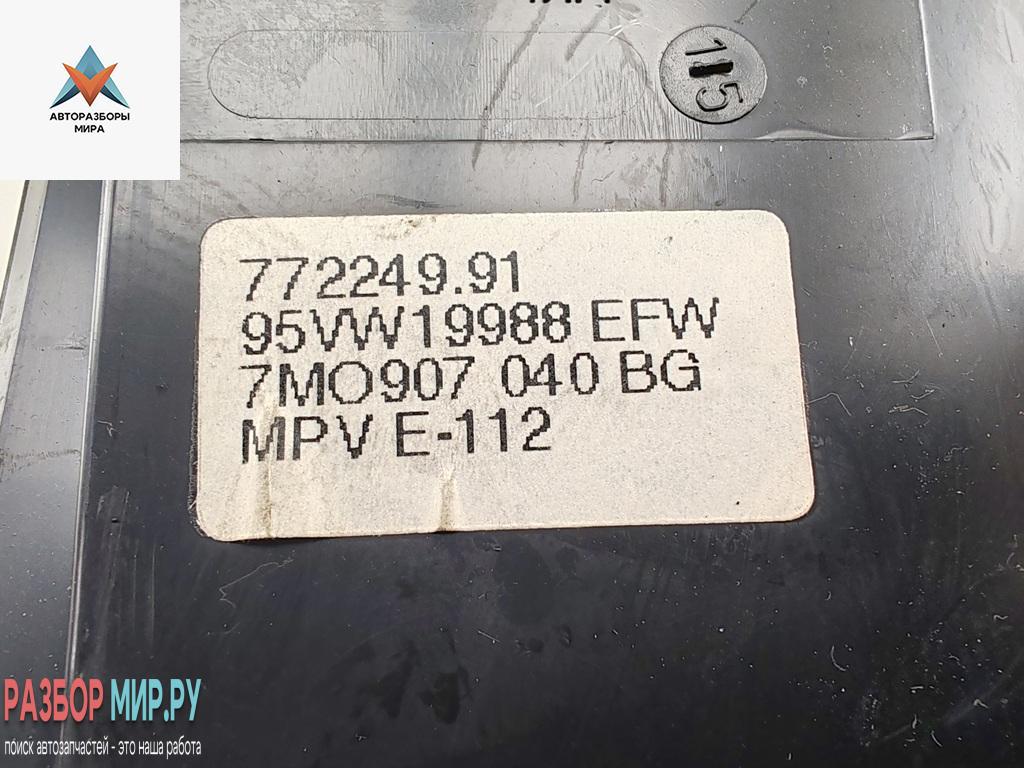 АВТОРАЗБОРЫ
МИРА
115
772249.91
95VW19988 EFW
7MO907 040 BG
MPV E-112
РАЗБОР МИР.РУ
поиск автозапчастей - это наша работа